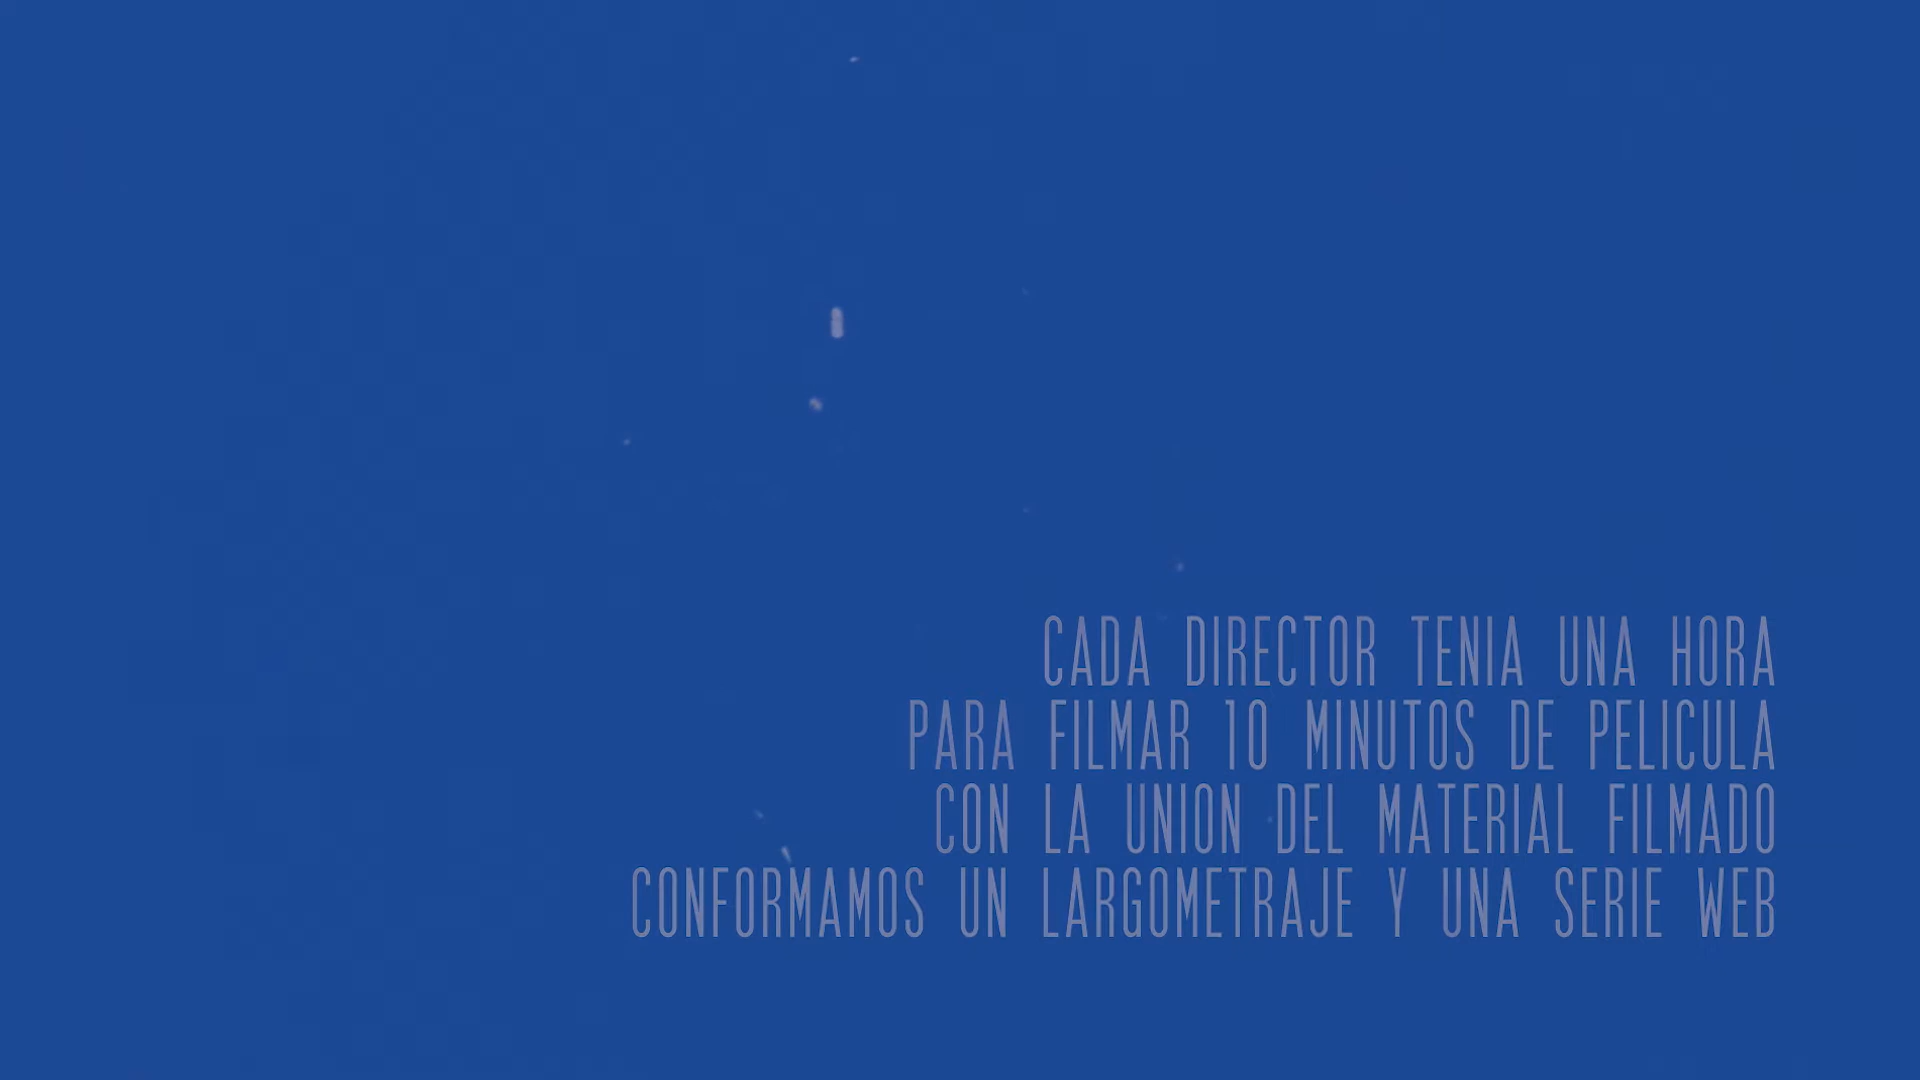 CADA DIRECTOR TENIA UNA HORA
PARA FILMAR 10 MINUTOS DE PELICULA
CON LA UNION DEL MATERIAL FILMADO
CONFORMAMOS UN LARGOMETRAJE Y UNA SERIE WEB